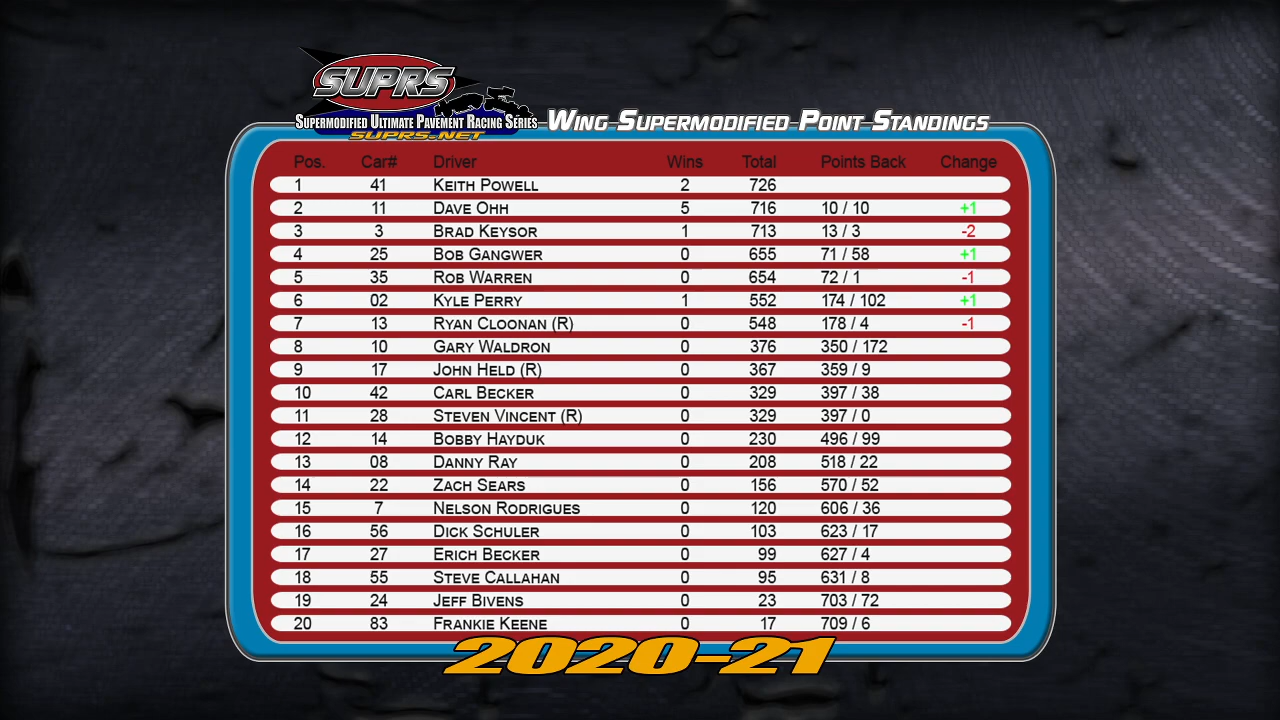 SUPRS
Supermodified Ultimate Pavement Racing Series
SUPRS.NET
Wing Supermodified Point Standings
Pos. Car# Driver Wins Total Points Back Change
1 41 Keith Powell 2 726
2 11 Dave Ohh 5 716 10 / 10 +1
3 3 Brad Keysor 1 713 13 / 3 -2
4 25 Bob Gangwer 0 655 71 / 58 +1
5 35 Rob Warren 0 654 72 / 1 -1
6 02 Kyle Perry 1 552 174 / 102 +1
7 13 Ryan Cloonan (R) 0 548 178 / 4 -1
8 10 Gary Waldron 0 376 350 / 172
9 17 John Held (R) 0 367 359 / 9
10 42 Carl Becker 0 329 397 / 38
11 28 Steven Vincent (R) 0 329 397 / 0
12 14 Bobby Hayduk 0 230 496 / 99
13 08 Danny Ray 0 208 518 / 22
14 22 Zach Sears 0 156 570 / 52
15 7 Nelson Rodrigues 0 120 606 / 36
16 56 Dick Schuler 0 103 623 / 17
17 27 Erich Becker 0 99 627 / 4
18 55 Steve Callahan 0 95 631 / 8
19 24 Jeff Bivens 0 23 703 / 72
20 83 Frankie Keene 0 17 709 / 6
2020-21